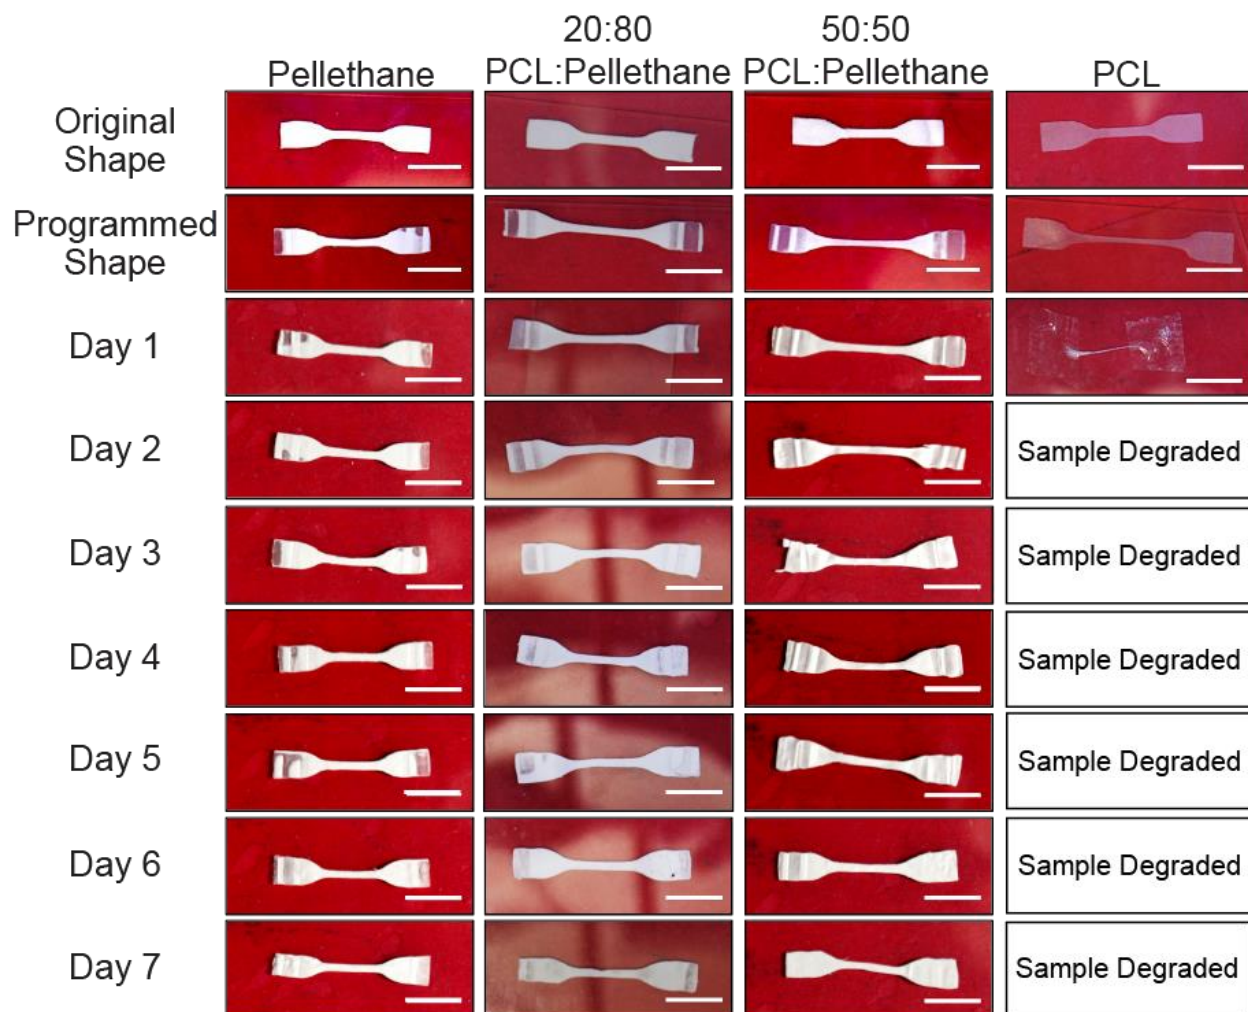 20:80
50:50
Pellethane
PCL:Pellethane
PCL:Pellethane
PCL
Original
Shape
Programmed
Shape
Day 1
Day 2
Sample Degraded
Day 3
Sample Degraded
Day 4
Sample Degraded
Day 5
Sample Degraded
Day 6
Sample Degraded
Day 7
Sample Degraded